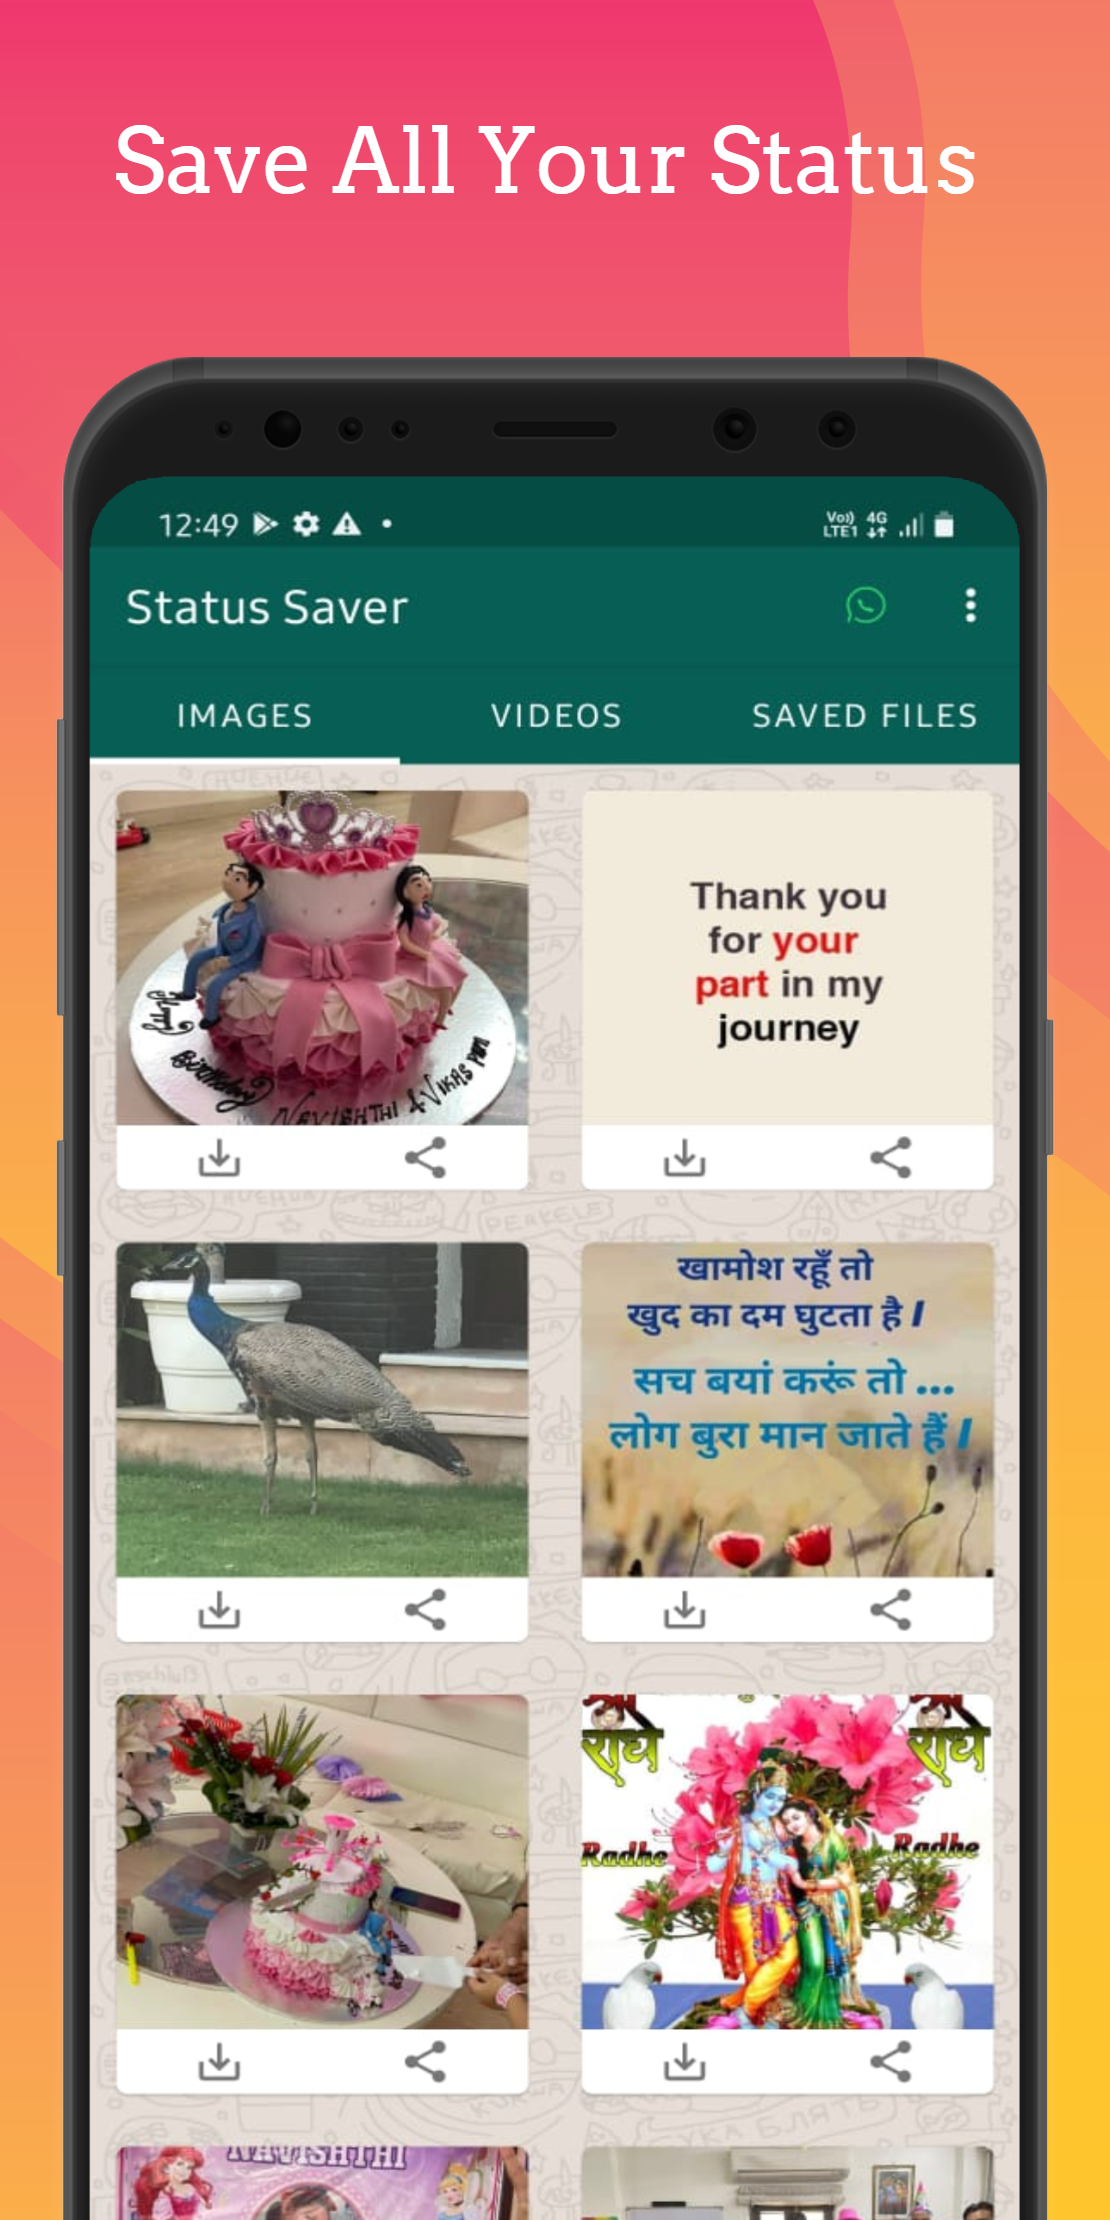 Save All Your Status
12:49
Vo)) 4G
LTE1
Status Saver
IMAGES VIDEOS SAVED FILES
Birthday
NAVISHTHI & VIKAS
Thank you
for your
part in my
journey
खामोश रहूँ तो
खुद का दम घुटता है।
सच बयां करूं तो ...
लोग बुरा मान जाते हैं।
श्री श्री
राधे राधे
Radhe Radhe
NAVISHTHI